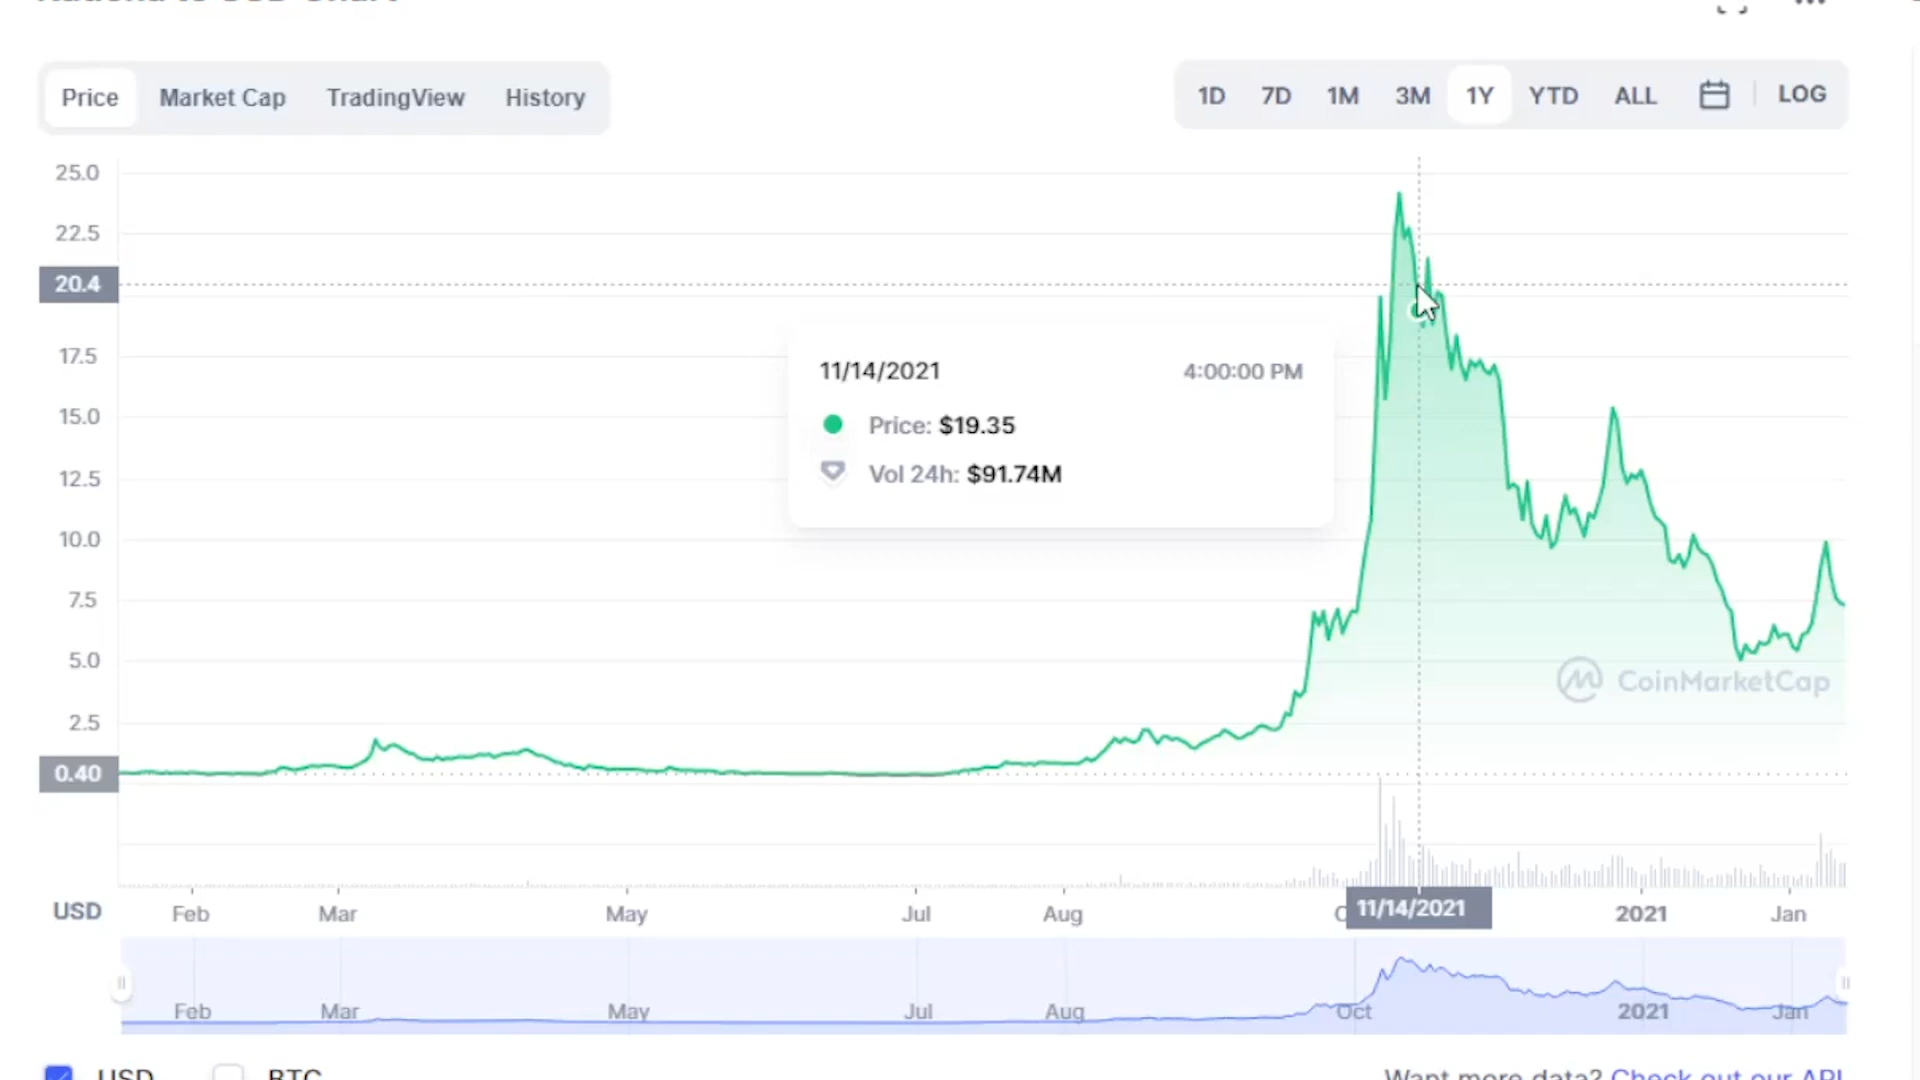 Price Market Cap TradingView History
1D 7D 1M 3M 1Y YTD ALL LOG
25.0
22.5
20.4
17.5
15.0
12.5
10.0
7.5
5.0
2.5
0.40
11/14/2021 4:00:00 PM
Price: $19.35
Vol 24h: $91.74M
CoinMarketCap
USD Feb Mar May Jul Aug 11/14/2021 2021 Jan
Feb Mar May Jul Aug Oct 2021 Jan
USD BTC
Want more data? Check out our API